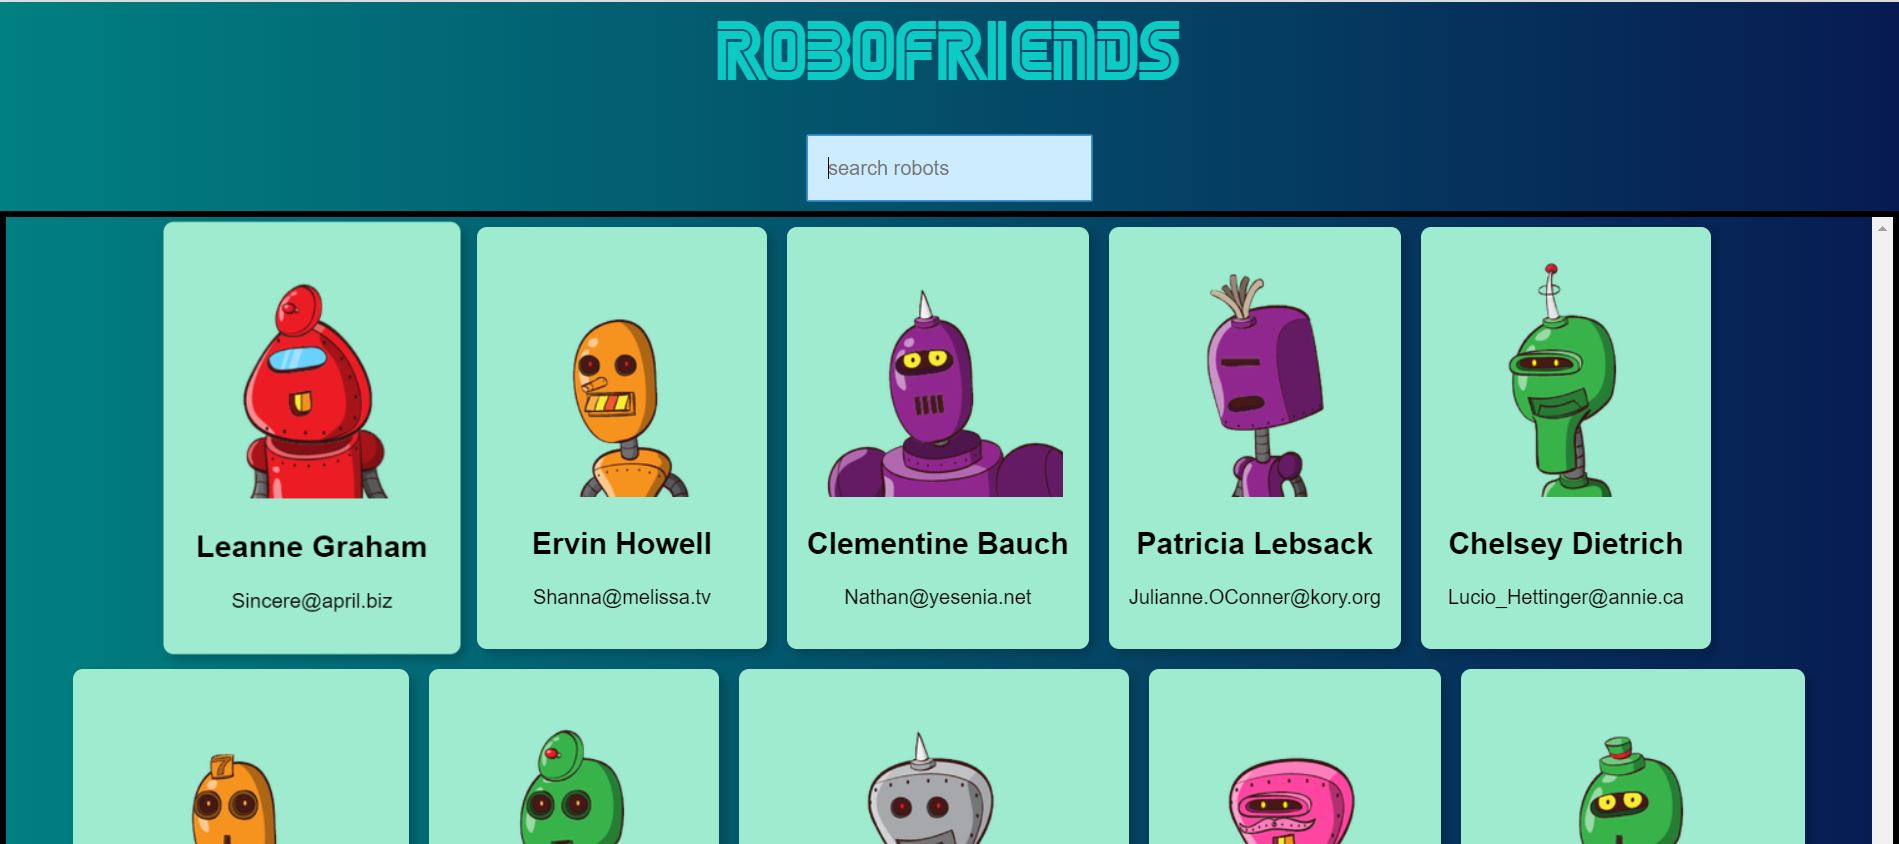 ROBOFRIENDS
search robots
Leanne Graham
Sincere@april.biz
Ervin Howell
Shanna@melissa.tv
Clementine Bauch
Nathan@yesenia.net
Patricia Lebsack
Julianne.OConner@kory.org
Chelsey Dietrich
Lucio_Hettinger@annie.ca
7